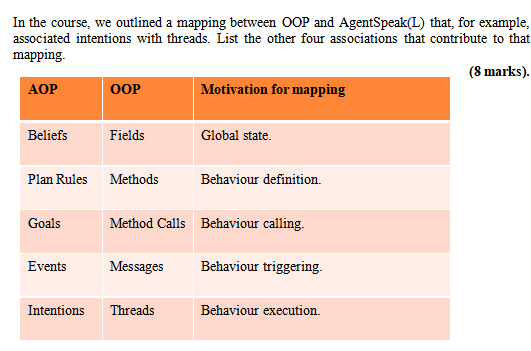 In the course, we outlined a mapping between OOP and AgentSpeak(L) that, for example,
associated intentions with threads. List the other four associations that contribute to that
mapping.
(8 marks).
AOP OOP Motivation for mapping
Beliefs Fields Global state.
Plan Rules Methods Behaviour definition.
Goals Method Calls Behaviour calling.
Events Messages Behaviour triggering.
Intentions Threads Behaviour execution.